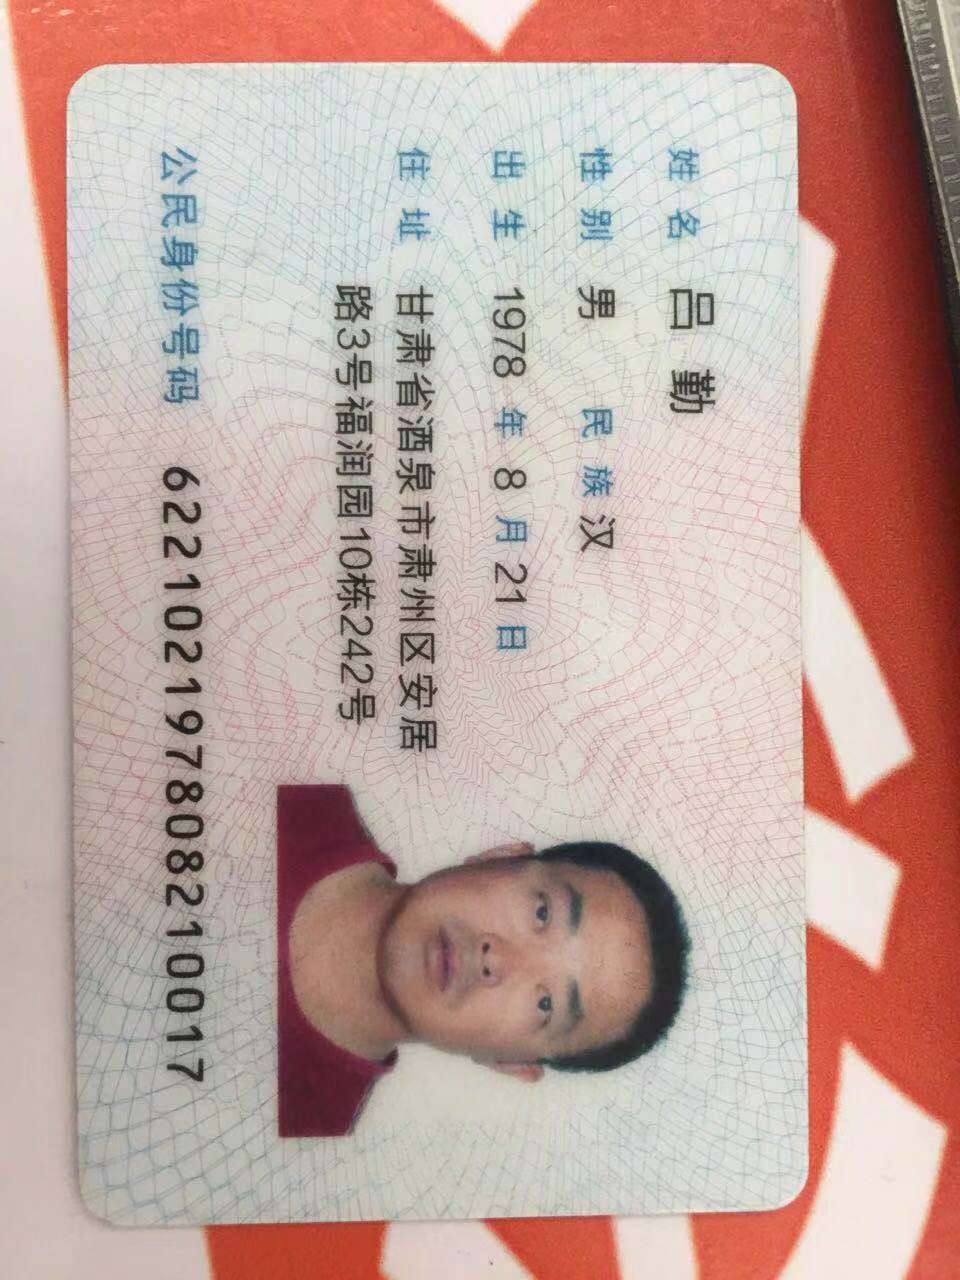 姓名 吕勤
性别 男 民族 汉
出生 1978 年 8 月 21 日
住址 甘肃省酒泉市肃州区安居
路3号福润园10栋242号
公民身份号码 622102197808210017